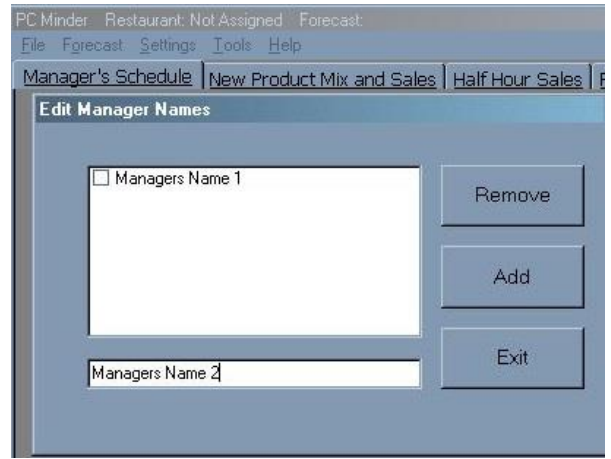 PC Minder Restaurant: Not Assigned Forecast:
File Forecast Settings Tools Help
Manager's Schedule New Product Mix and Sales Half Hour Sales
Edit Manager Names
Managers Name 1
Remove
Add
Managers Name 2
Exit